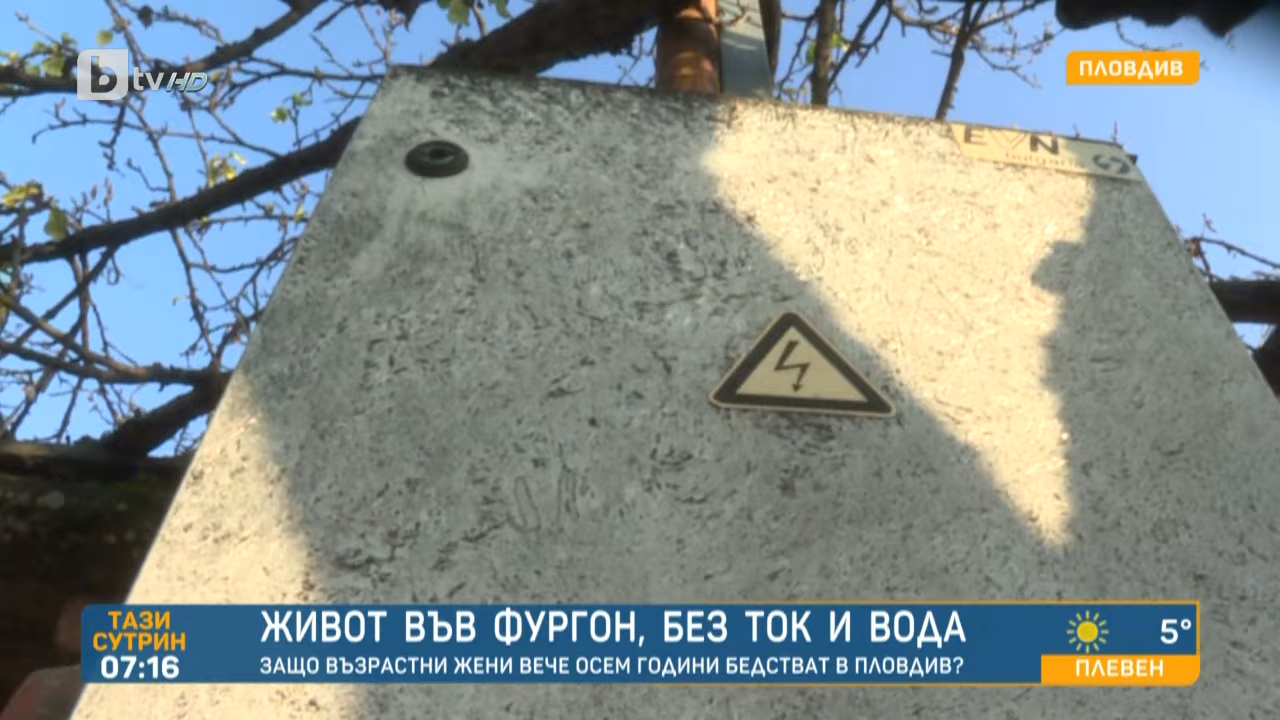 btv HD
ПЛОВДИВ
EVN
bulgaria
ТАЗИ
СУТРИН
07:16
ЖИВОТ ВЪВ ФУРГОН, БЕЗ ТОК И ВОДА
ЗАЩО ВЪЗРАСТНИ ЖЕНИ ВЕЧЕ ОСЕМ ГОДИНИ БЕДСТВАТ В ПЛОВДИВ?
5°
ПЛЕВЕН